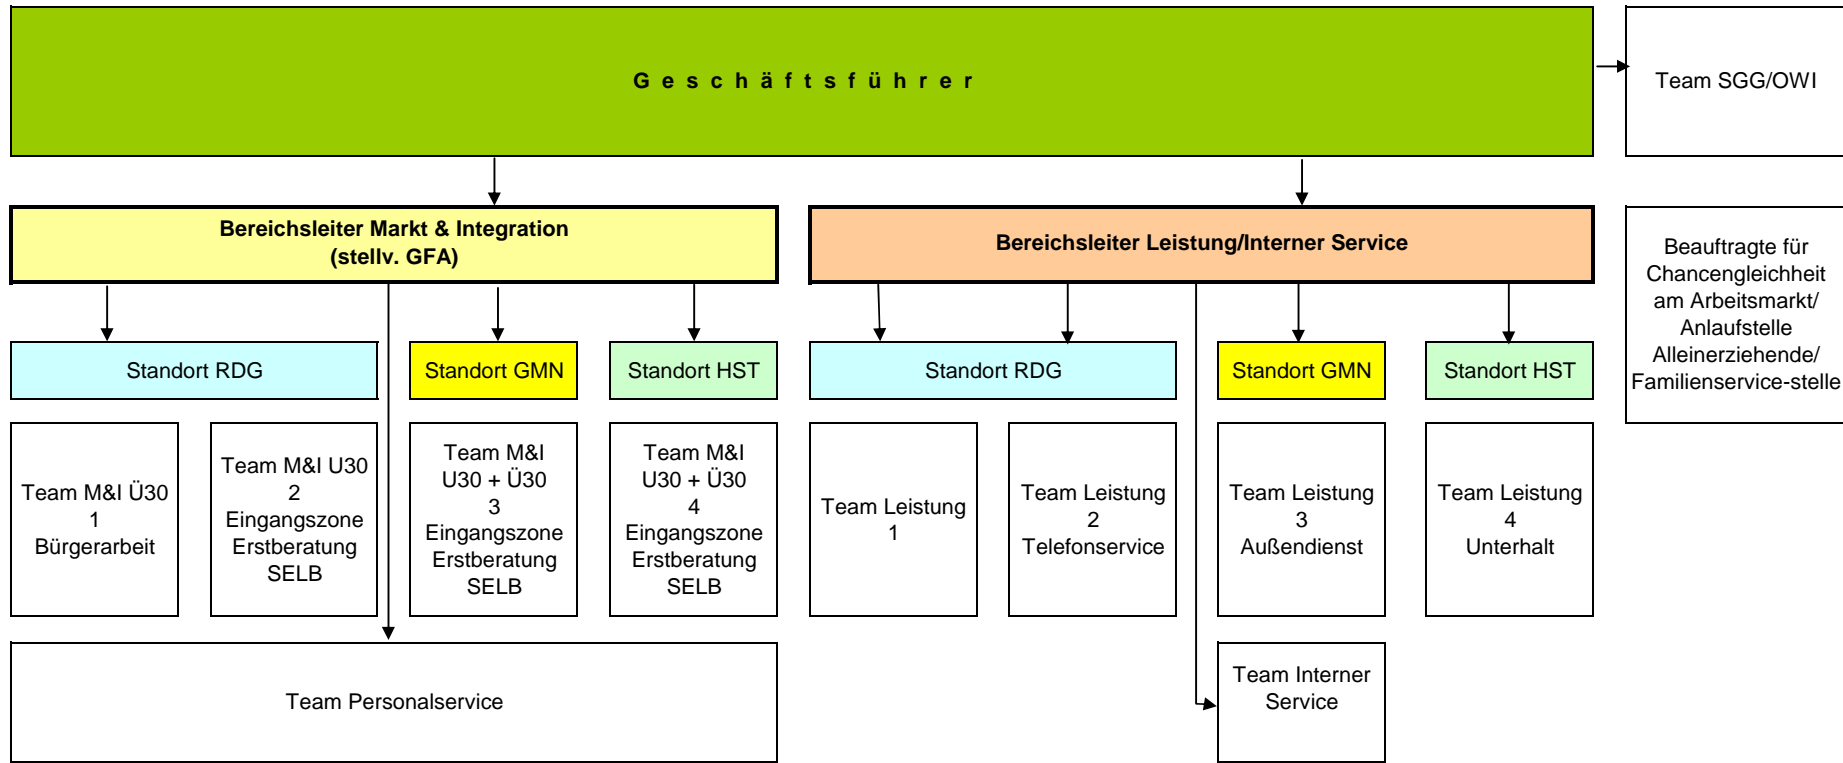 Geschäftsführer
Team SGG/OWI
Bereichsleiter Markt & Integration
(stellv. GFA)
Bereichsleiter Leistung/Interner Service
Beauftragte für
Chancengleichheit
am Arbeitsmarkt/
Anlaufstelle
Alleinerziehende/
Familienservice-stelle
Standort RDG
Standort GMN
Standort HST
Standort RDG
Standort GMN
Standort HST
Team M&I Ü30
1
Bürgerarbeit
Team M&I U30
2
Eingangszone
Erstberatung
SELB
Team M&I
U30 + Ü30
3
Eingangszone
Erstberatung
SELB
Team M&I
U30 + Ü30
4
Eingangszone
Erstberatung
SELB
Team Leistung
1
Team Leistung
2
Telefonservice
Team Leistung
3
Außendienst
Team Leistung
4
Unterhalt
Team Personalservice
Team Interner
Service